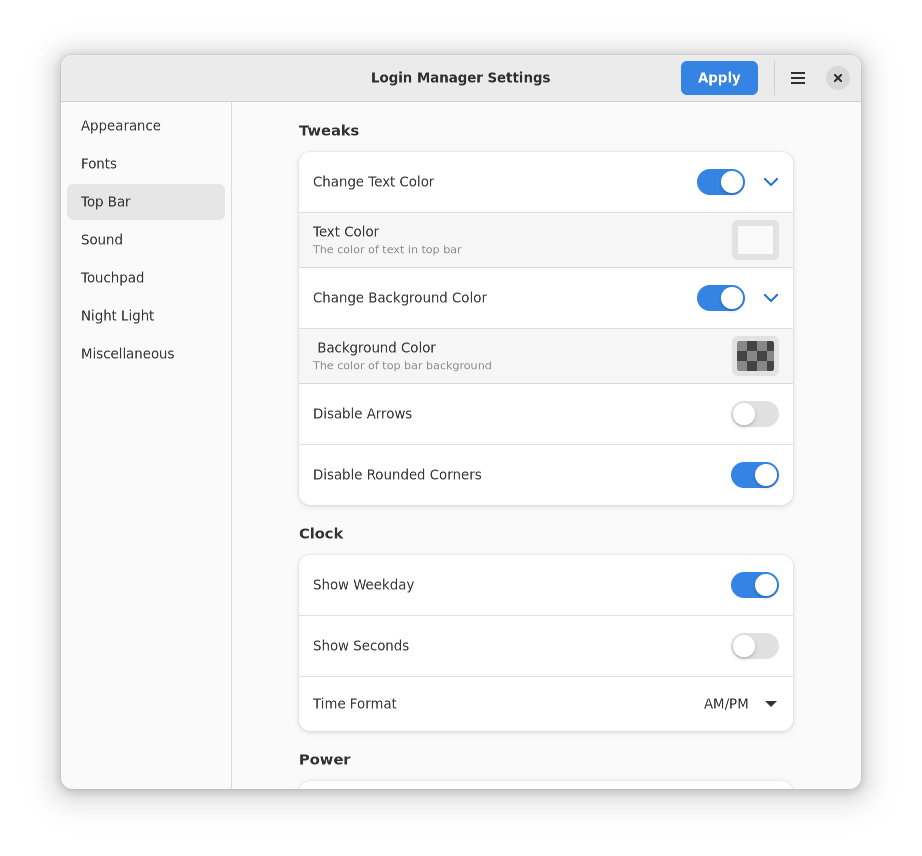 Login Manager Settings
Apply
Appearance
Fonts
Top Bar
Sound
Touchpad
Night Light
Miscellaneous
Tweaks
Change Text Color
Text Color
The color of text in top bar
Change Background Color
Background Color
The color of top bar background
Disable Arrows
Disable Rounded Corners
Clock
Show Weekday
Show Seconds
Time Format
AM/PM
Power